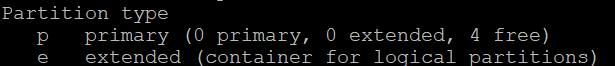 Partition type
   p   primary (0 primary, 0 extended, 4 free)
   e   extended (container for logical partitions)